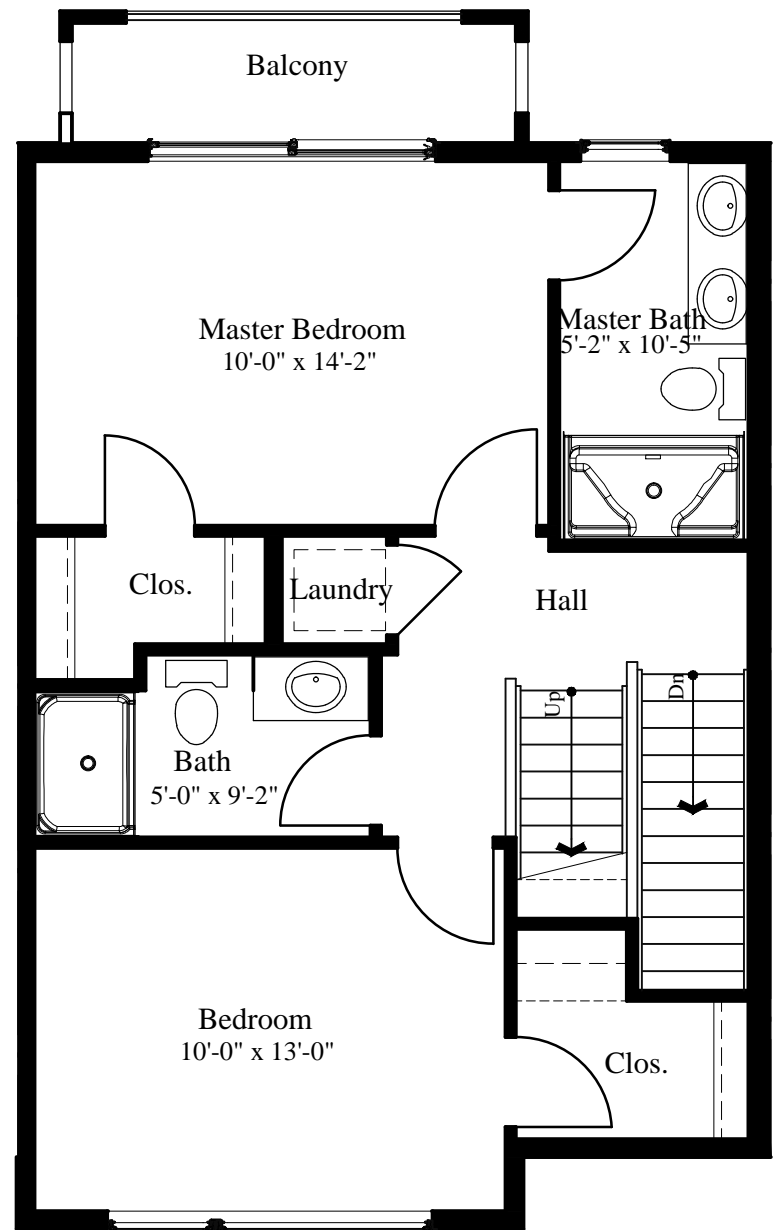 Balcony
Master Bedroom
10'-0" x 14'-2"
Master Bath
5'-2" x 10'-5"
Clos.
Laundry
Hall
Up
Dn
Bath
5'-0" x 9'-2"
Bedroom
10'-0" x 13'-0"
Clos.